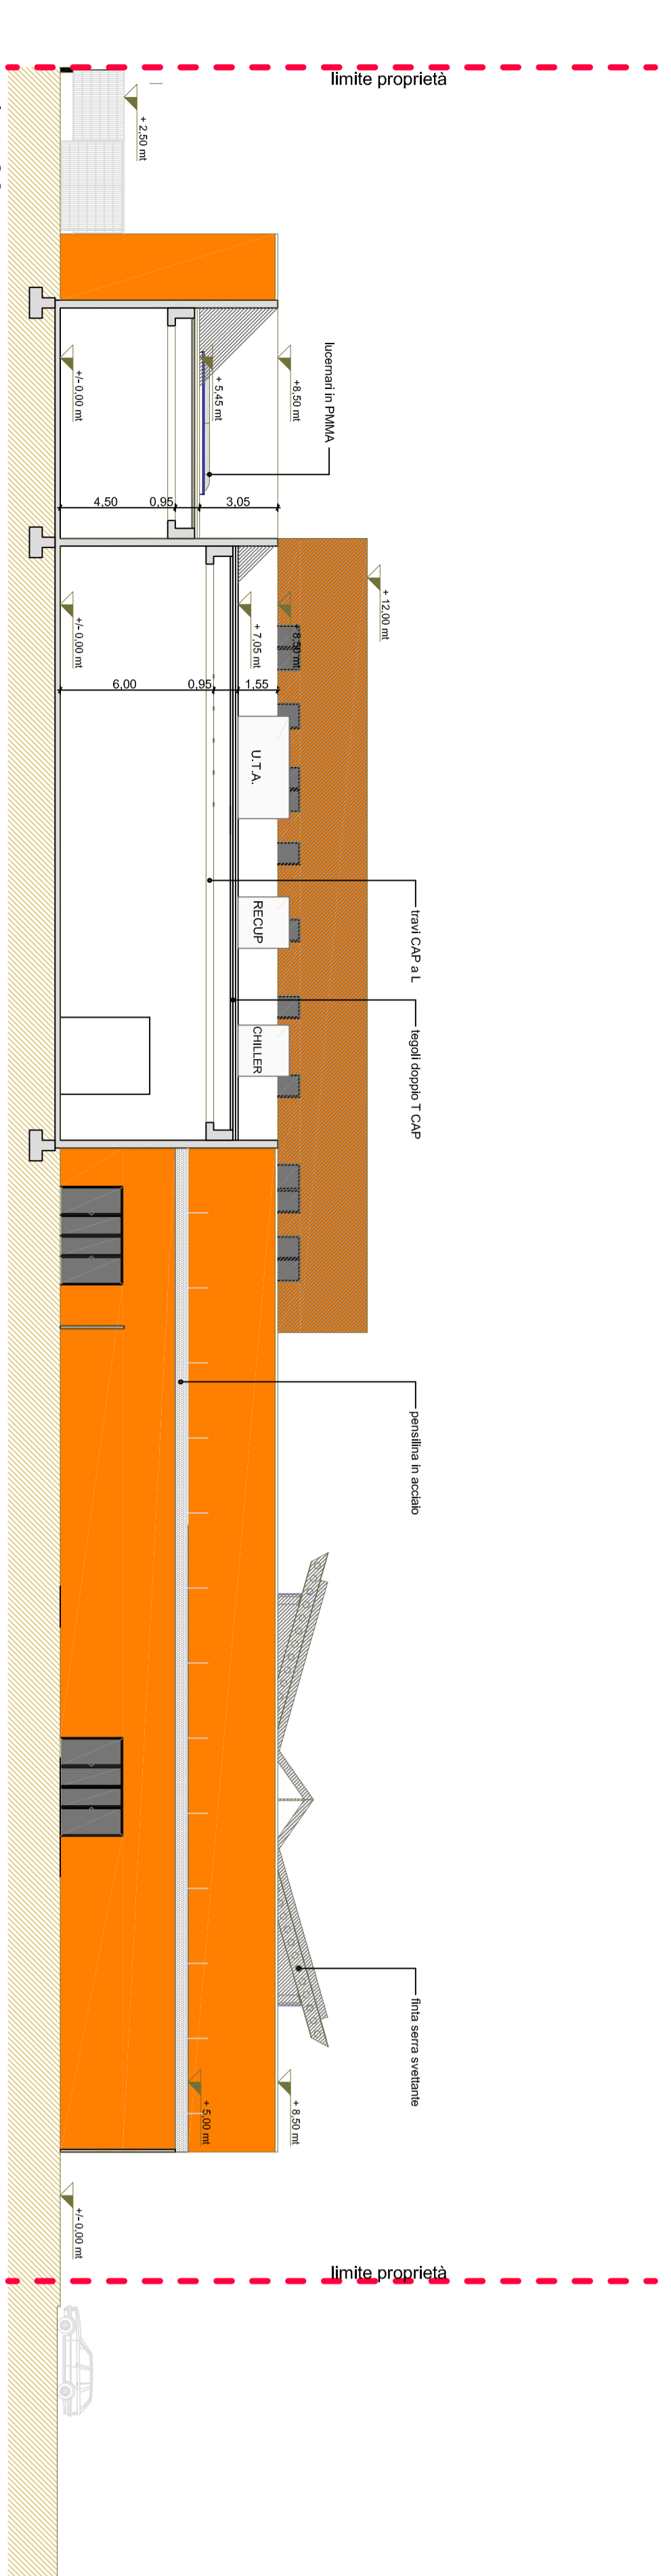 limite proprietà
+ 2,50 mt
lucernari in PMMA
+8,50 mt
+ 5,45 mt
+/- 0,00 mt
4,50
0,95
3,05
+ 12,00 mt
+ 8,50 mt
+ 7,05 mt
+/- 0,00 mt
6,00
0,95
1,55
U.T.A.
RECUP
CHILLER
travi CAP a L
tegoli doppio T CAP
pensilina in acciaio
finta serra svettante
+ 8,50 mt
+ 5,00 mt
+/- 0,00 mt
limite proprietà